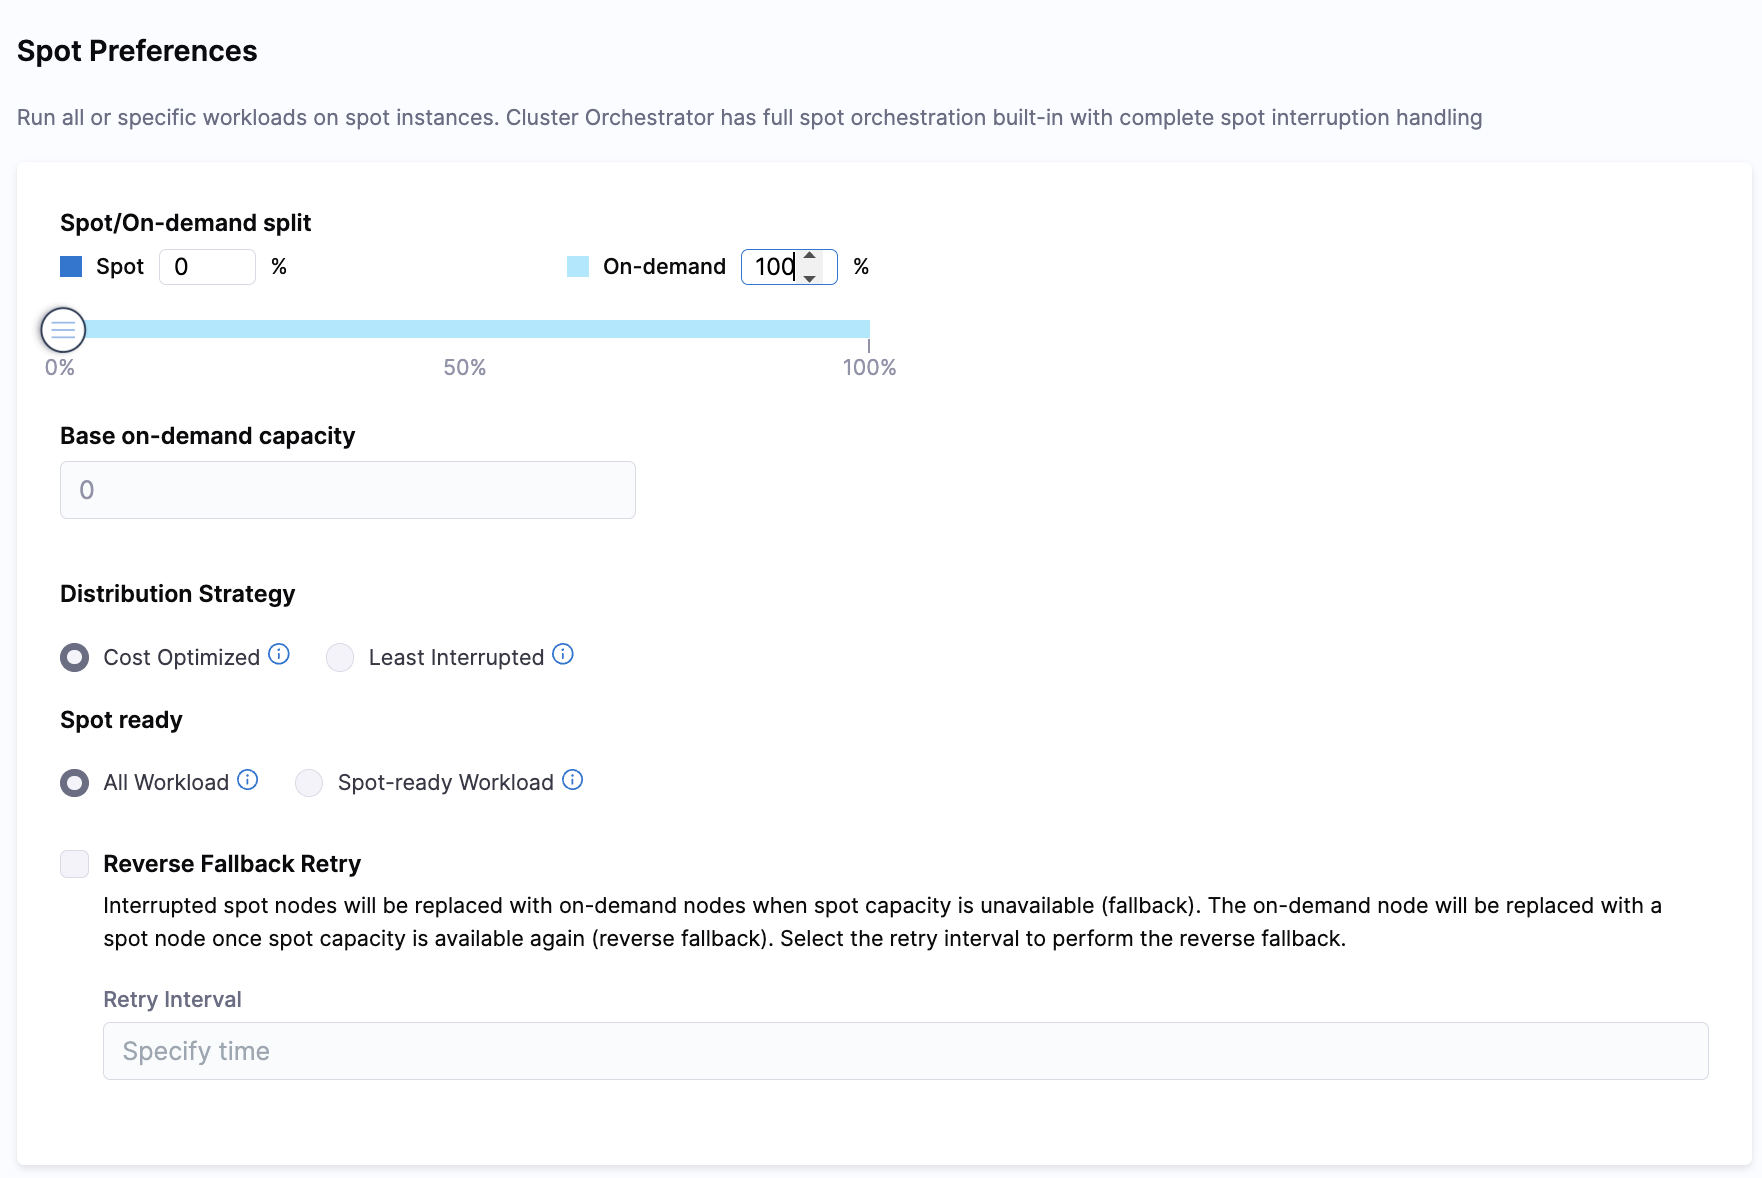 Spot Preferences
Run all or specific workloads on spot instances. Cluster Orchestrator has full spot orchestration built-in with complete spot interruption handling
Spot/On-demand split
Spot 0 % On-demand 100 %
0% 50% 100%
Base on-demand capacity
0
Distribution Strategy
Cost Optimized Least Interrupted
Spot ready
All Workload Spot-ready Workload
Reverse Fallback Retry
Interrupted spot nodes will be replaced with on-demand nodes when spot capacity is unavailable (fallback). The on-demand node will be replaced with a
spot node once spot capacity is available again (reverse fallback). Select the retry interval to perform the reverse fallback.
Retry Interval
Specify time